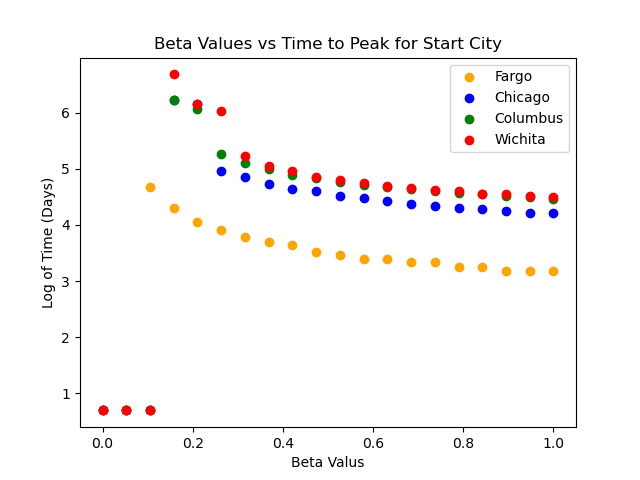 Beta Values vs Time to Peak for Start City
Fargo
Chicago
Columbus
Wichita
Log of Time (Days)
6
5
4
3
2
1
0.0 0.2 0.4 0.6 0.8 1.0
Beta Valus